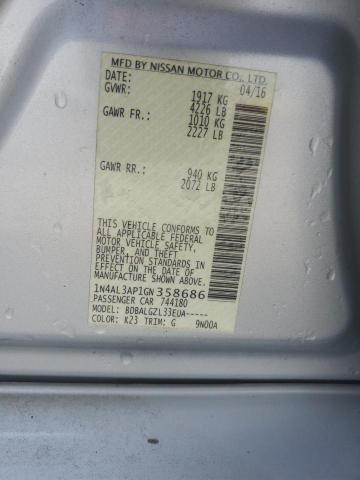 MFD BY NISSAN MOTOR CO., LTD.
DATE: 04/16
GVWR: 1917 KG
4226 LB
GAWR FR.: 1010 KG
2227 LB
GAWR RR.: 940 KG
2072 LB
THIS VEHICLE CONFORMS TO
ALL APPLICABLE FEDERAL
MOTOR VEHICLE SAFETY,
BUMPER, AND THEFT
PREVENTION STANDARDS IN
EFFECT ON THE DATE OF
MANUFACTURE SHOWN ABOVE
1N4AL3AP1GN358686
PASSENGER CAR 744180
MODEL: BDBALGZL33EUA-----
COLOR: K23 TRIM: G 9N00A